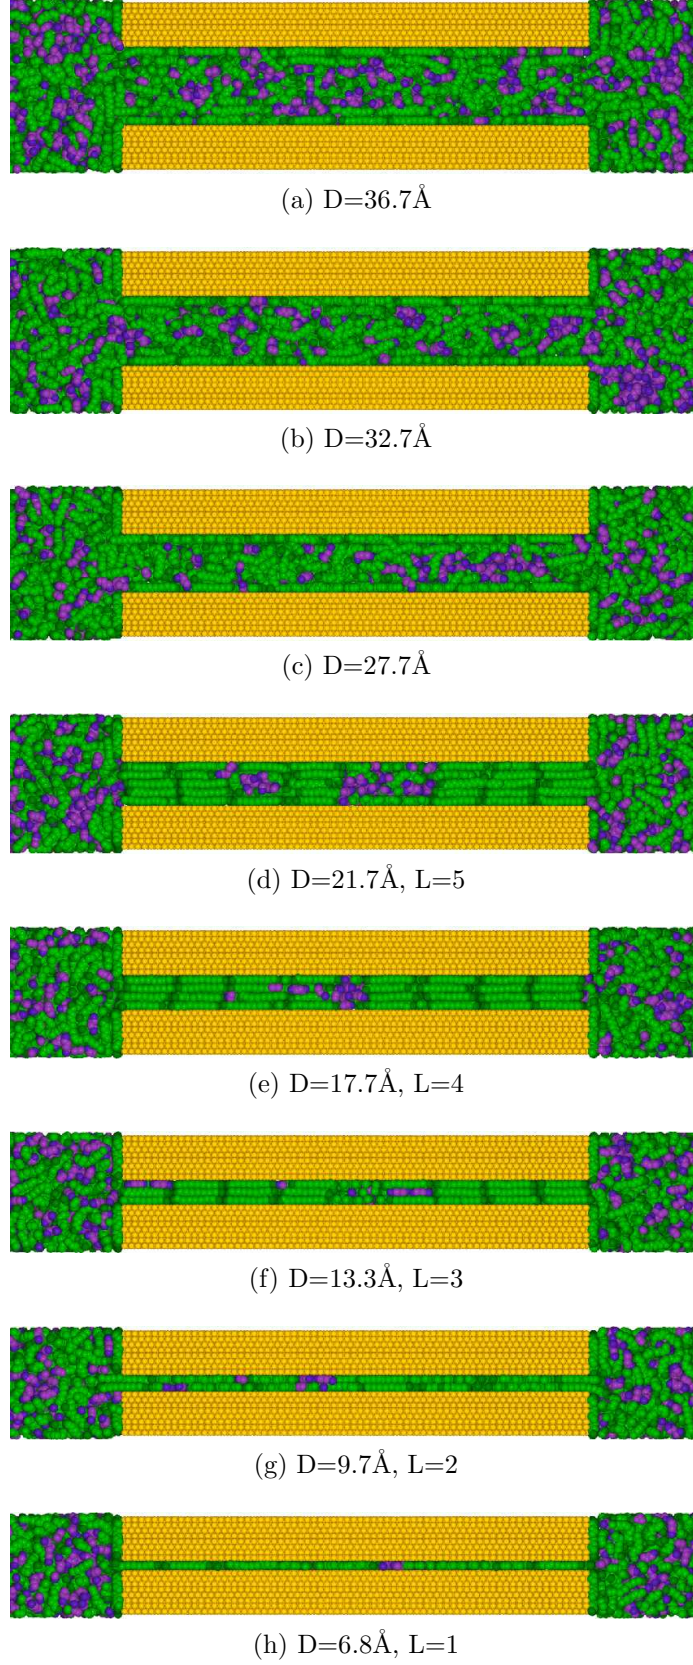 (a) D=36.7Å
(b) D=32.7Å
(c) D=27.7Å
(d) D=21.7Å, L=5
(e) D=17.7Å, L=4
(f) D=13.3Å, L=3
(g) D=9.7Å, L=2
(h) D=6.8Å, L=1